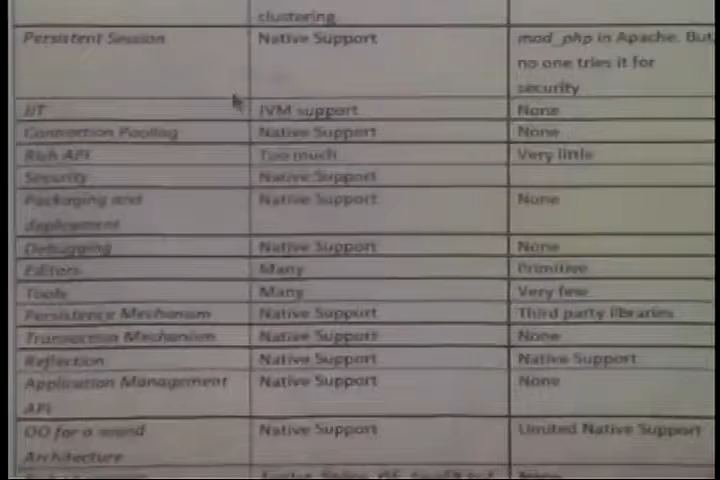 clustering
Persistent Session Native Support mod_php in Apache. But
no one tries it for
security
JIT JVM support None
Connection Pooling Native Support None
Rich API Too much Very little
Security Native Support
Packaging and Native Support None
deployment
Debugging Native Support None
Editors Many Primitive
Tools Many Very few
Persistence Mechanism Native Support Third party libraries
Transaction Mechanism Native Support None
Reflection Native Support Native Support
Application Management Native Support None
API
OO for a sound Native Support Limited Native Support
Architecture